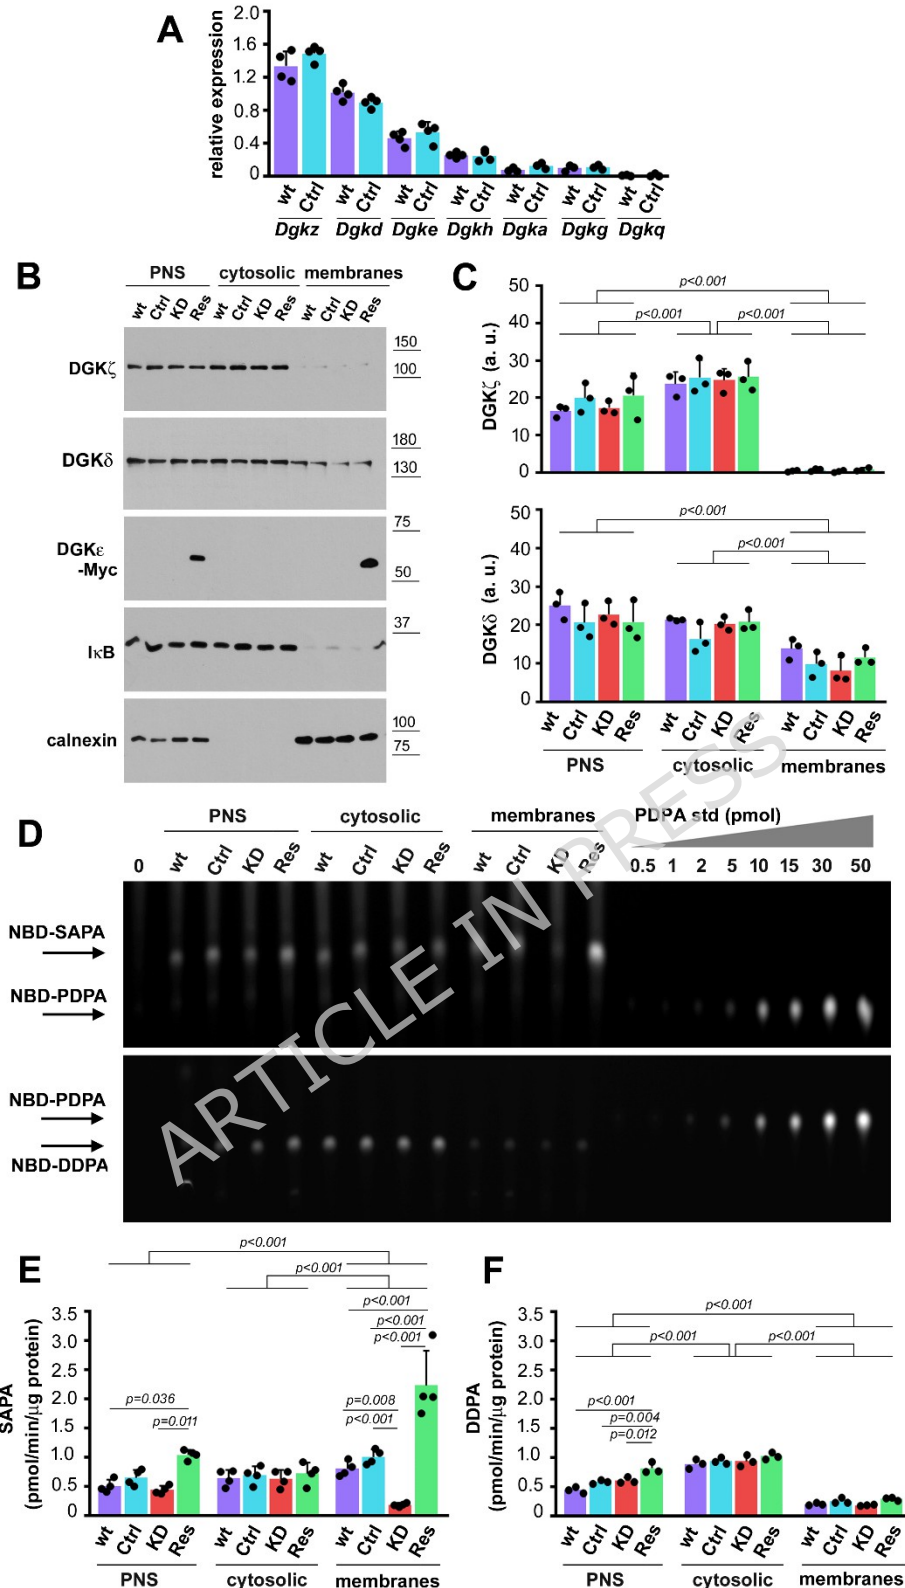 A
relative expression
2.0
1.6
1.2
0.8
0.4
0
wt Ctrl wt Ctrl wt Ctrl wt Ctrl wt Ctrl wt Ctrl wt Ctrl
Dgkz Dgkd Dgke Dgkh Dgka Dgkg Dgkq
B
PNS cytosolic membranes
wt Ctrl KD Res wt Ctrl KD Res wt Ctrl KD Res
DGKζ
150
100
DGKδ
180
130
DGKε
-Myc
75
50
IκB
37
calnexin
100
75
C
DGKζ (a. u.)
50
40
30
20
10
0
p<0.001
p<0.001 p<0.001
DGKδ (a. u.)
50
40
30
20
10
0
p<0.001
p<0.001
wt Ctrl KD Res wt Ctrl KD Res wt Ctrl KD Res
PNS cytosolic membranes
D
PNS cytosolic membranes PDPA std (pmol)
0 wt Ctrl KD Res wt Ctrl KD Res wt Ctrl KD Res 0.5 1 2 5 10 15 30 50
NBD-SAPA
NBD-PDPA
NBD-PDPA
NBD-DDPA
ARTICLE IN PRESS
E
SAPA
(pmol/min/µg protein)
3.5
3.0
2.5
2.0
1.5
1.0
0.5
0
p<0.001
p<0.001
p<0.001
p<0.001
p<0.001
p=0.036
p=0.011
p=0.008
p<0.001
wt Ctrl KD Res wt Ctrl KD Res wt Ctrl KD Res
PNS cytosolic membranes
F
DDPA
(pmol/min/µg protein)
3.5
3.0
2.5
2.0
1.5
1.0
0.5
0
p<0.001
p<0.001 p<0.001
p<0.001
p=0.004
p=0.012
wt Ctrl KD Res wt Ctrl KD Res wt Ctrl KD Res
PNS cytosolic membranes